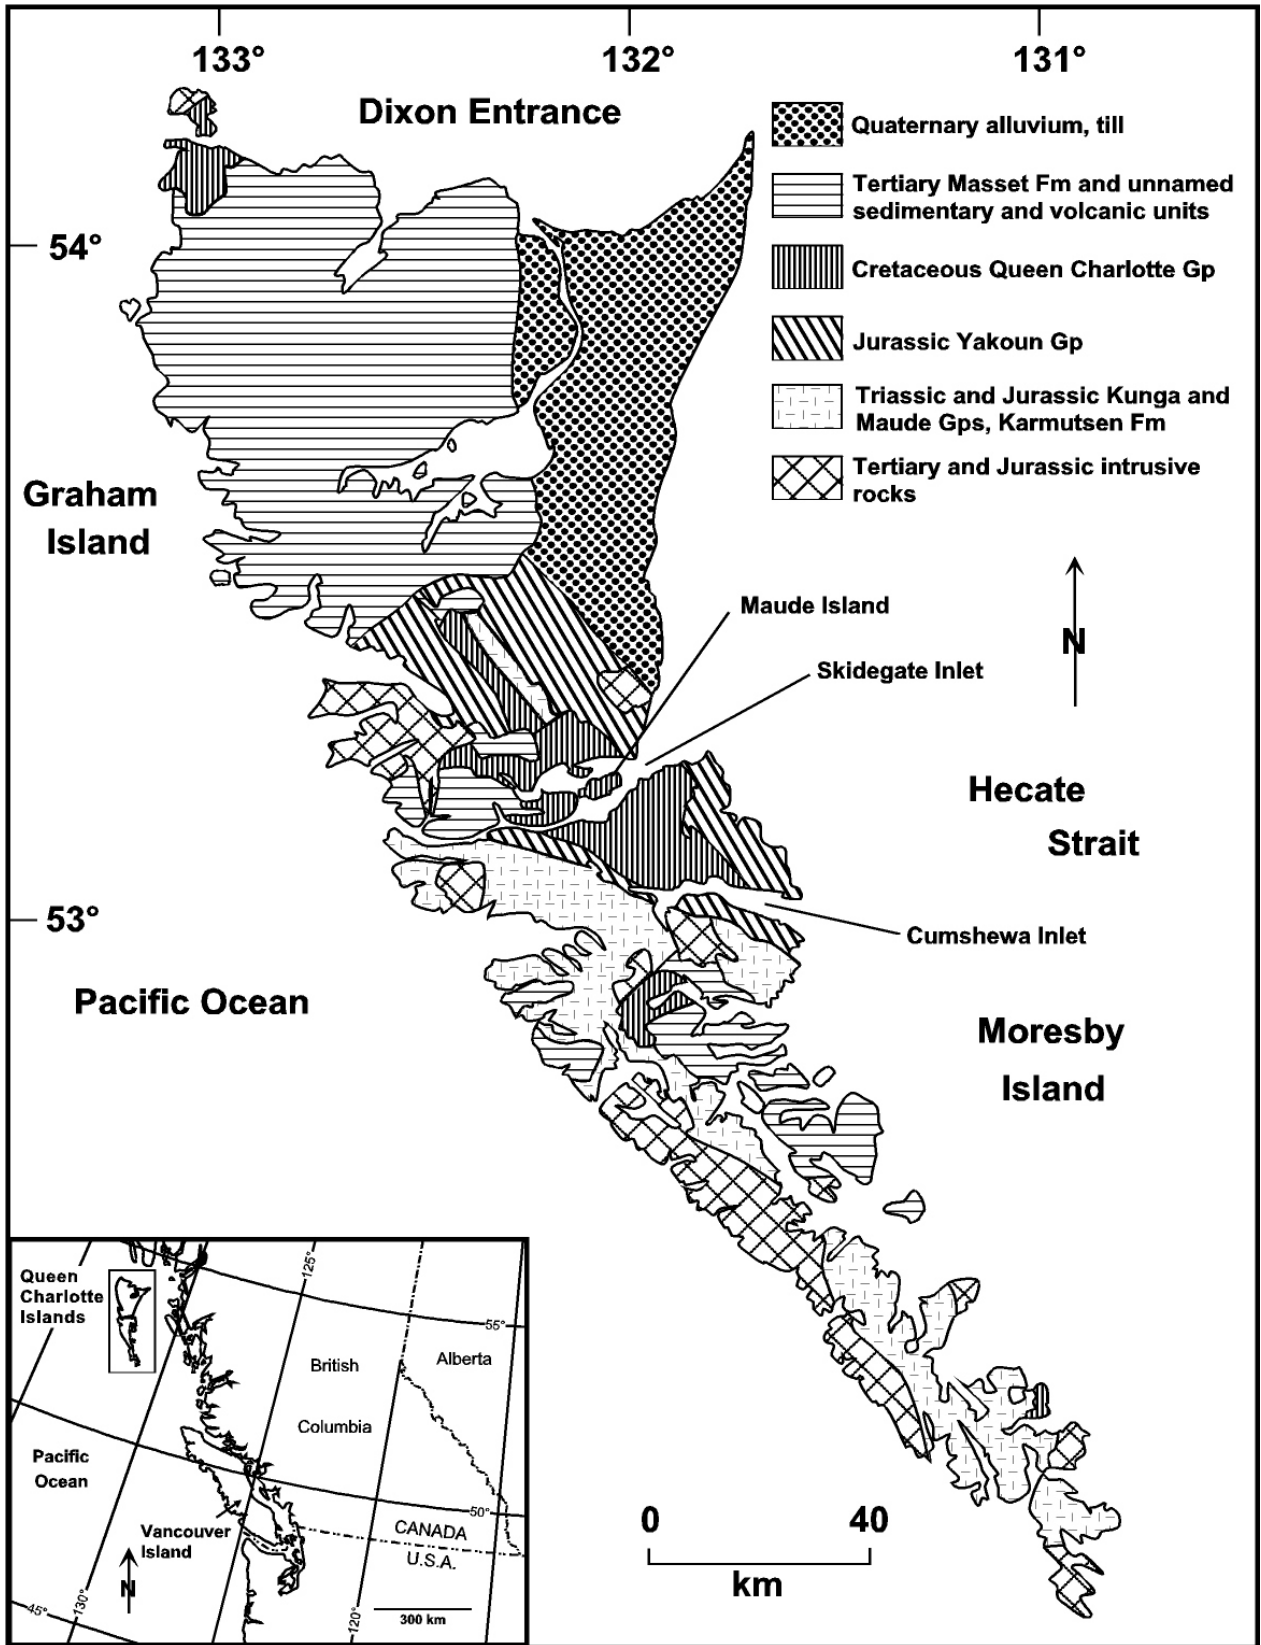 133°
132°
131°
Dixon Entrance
Quaternary alluvium, till
Tertiary Masset Fm and unnamed
sedimentary and volcanic units
54°
Cretaceous Queen Charlotte Gp
Jurassic Yakoun Gp
Triassic and Jurassic Kunga and
Maude Gps, Karmutsen Fm
Tertiary and Jurassic intrusive
rocks
Graham
Island
Maude Island
N
Skidegate Inlet
Hecate
Strait
53°
Cumshewa Inlet
Pacific Ocean
Moresby
Island
Queen
Charlotte
Islands
125°
55°
British
Alberta
Columbia
Pacific
Ocean
50°
Vancouver
Island
CANADA
U.S.A.
N
45°
130°
120°
300 km
0
40
km